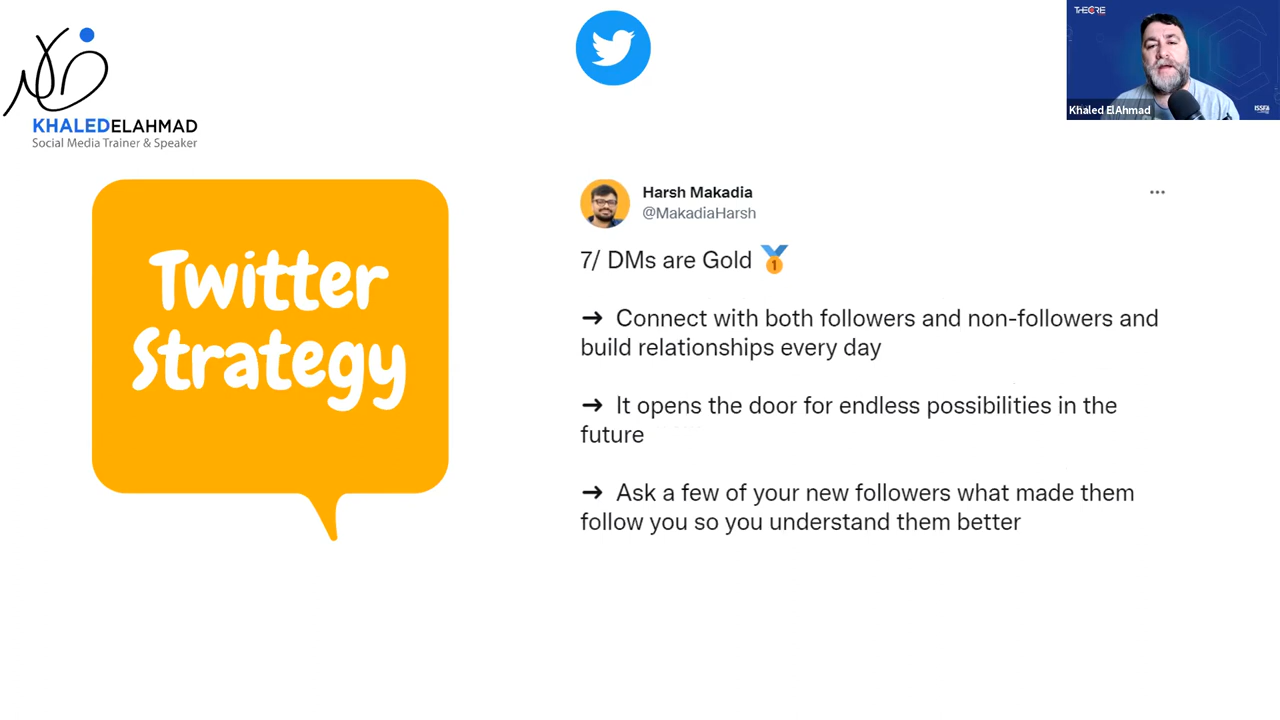 KHALEDELAHMAD
Social Media Trainer & Speaker
THECORE
Khaled ElAhmad
Twitter
Strategy
Harsh Makadia
@MakadiaHarsh
7/ DMs are Gold 🥇
➜ Connect with both followers and non-followers and
build relationships every day
➜ It opens the door for endless possibilities in the
future
➜ Ask a few of your new followers what made them
follow you so you understand them better